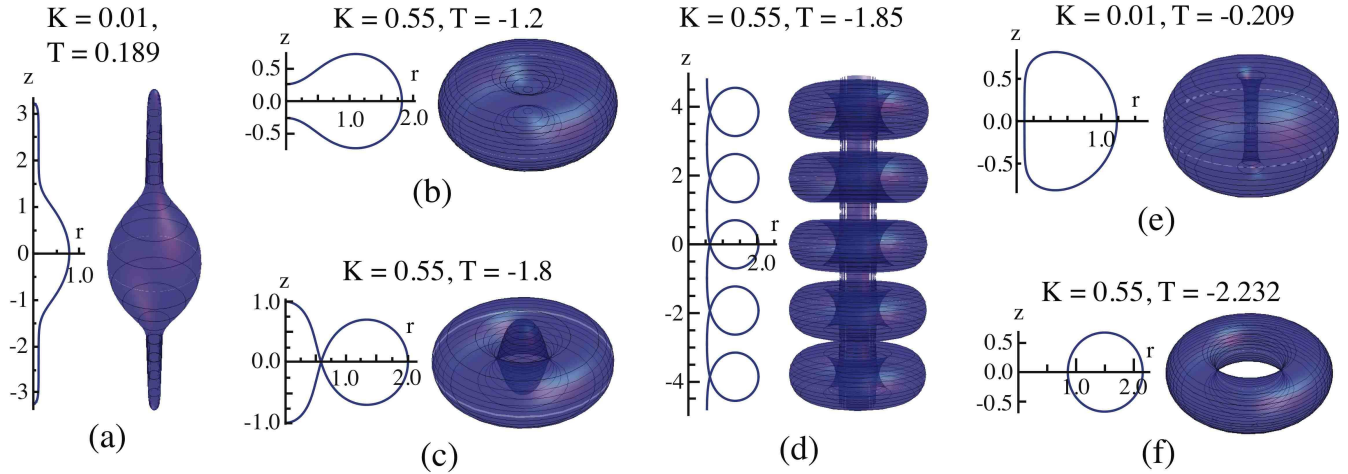 K = 0.01,
T = 0.189
z
3
2
1
0
-1
-2
-3
r
1.0
(a)
K = 0.55, T = -1.2
z
0.5
0.0
-0.5
r
1.0
2.0
(b)
K = 0.55, T = -1.8
z
1.0
0.0
-1.0
r
1.0
2.0
(c)
K = 0.55, T = -1.85
z
4
2
0
-2
-4
r
2.0
(d)
K = 0.01, T = -0.209
z
0.5
0.0
-0.5
r
1.0
(e)
K = 0.55, T = -2.232
z
0.5
0.0
-0.5
r
1.0
2.0
(f)